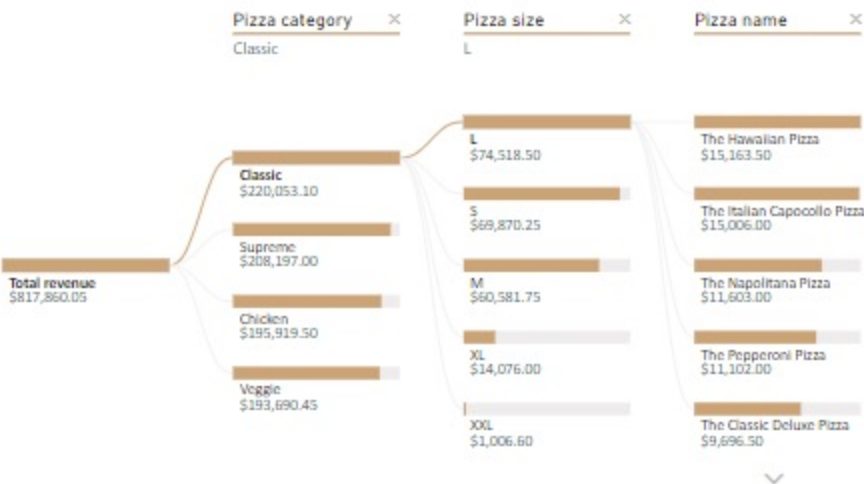 Pizza category
Classic
Pizza size
L
Pizza name
Total revenue
$817,860.05
Classic
$220,053.10
Supreme
$208,197.00
Chicken
$195,919.50
Veggie
$193,690.45
L
$74,518.50
S
$69,870.25
M
$60,581.75
XL
$14,076.00
XXL
$1,006.60
The Hawaiian Pizza
$15,163.50
The Italian Capocollo Pizza
$15,006.00
The Napolitana Pizza
$11,603.00
The Pepperoni Pizza
$11,102.00
The Classic Deluxe Pizza
$9,696.50